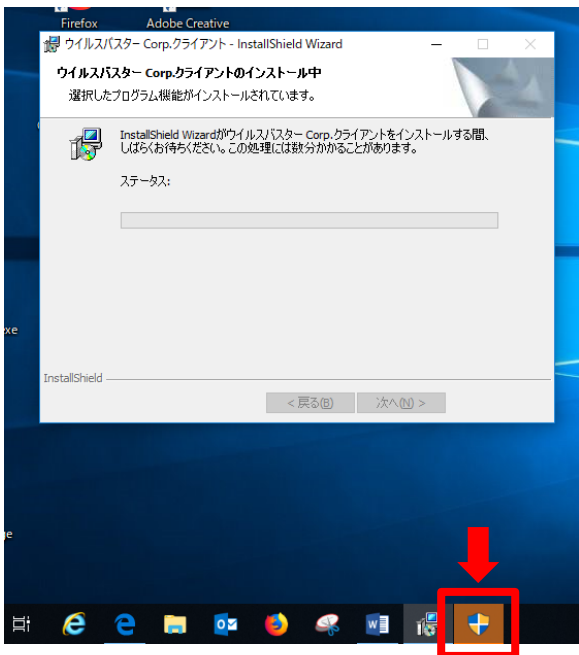 Firefox
Adobe Creative
ウイルスバスター Corp.クライアント - InstallShield Wizard
ウイルスバスター Corp.クライアントのインストール中
選択したプログラム機能がインストールされています。
InstallShield Wizardがウイルスバスター Corp.クライアントをインストールする間、
しばらくお待ちください。この処理には数分かかることがあります。
ステータス:
xe
InstallShield
< 戻る(B)
次へ(N) >
ge